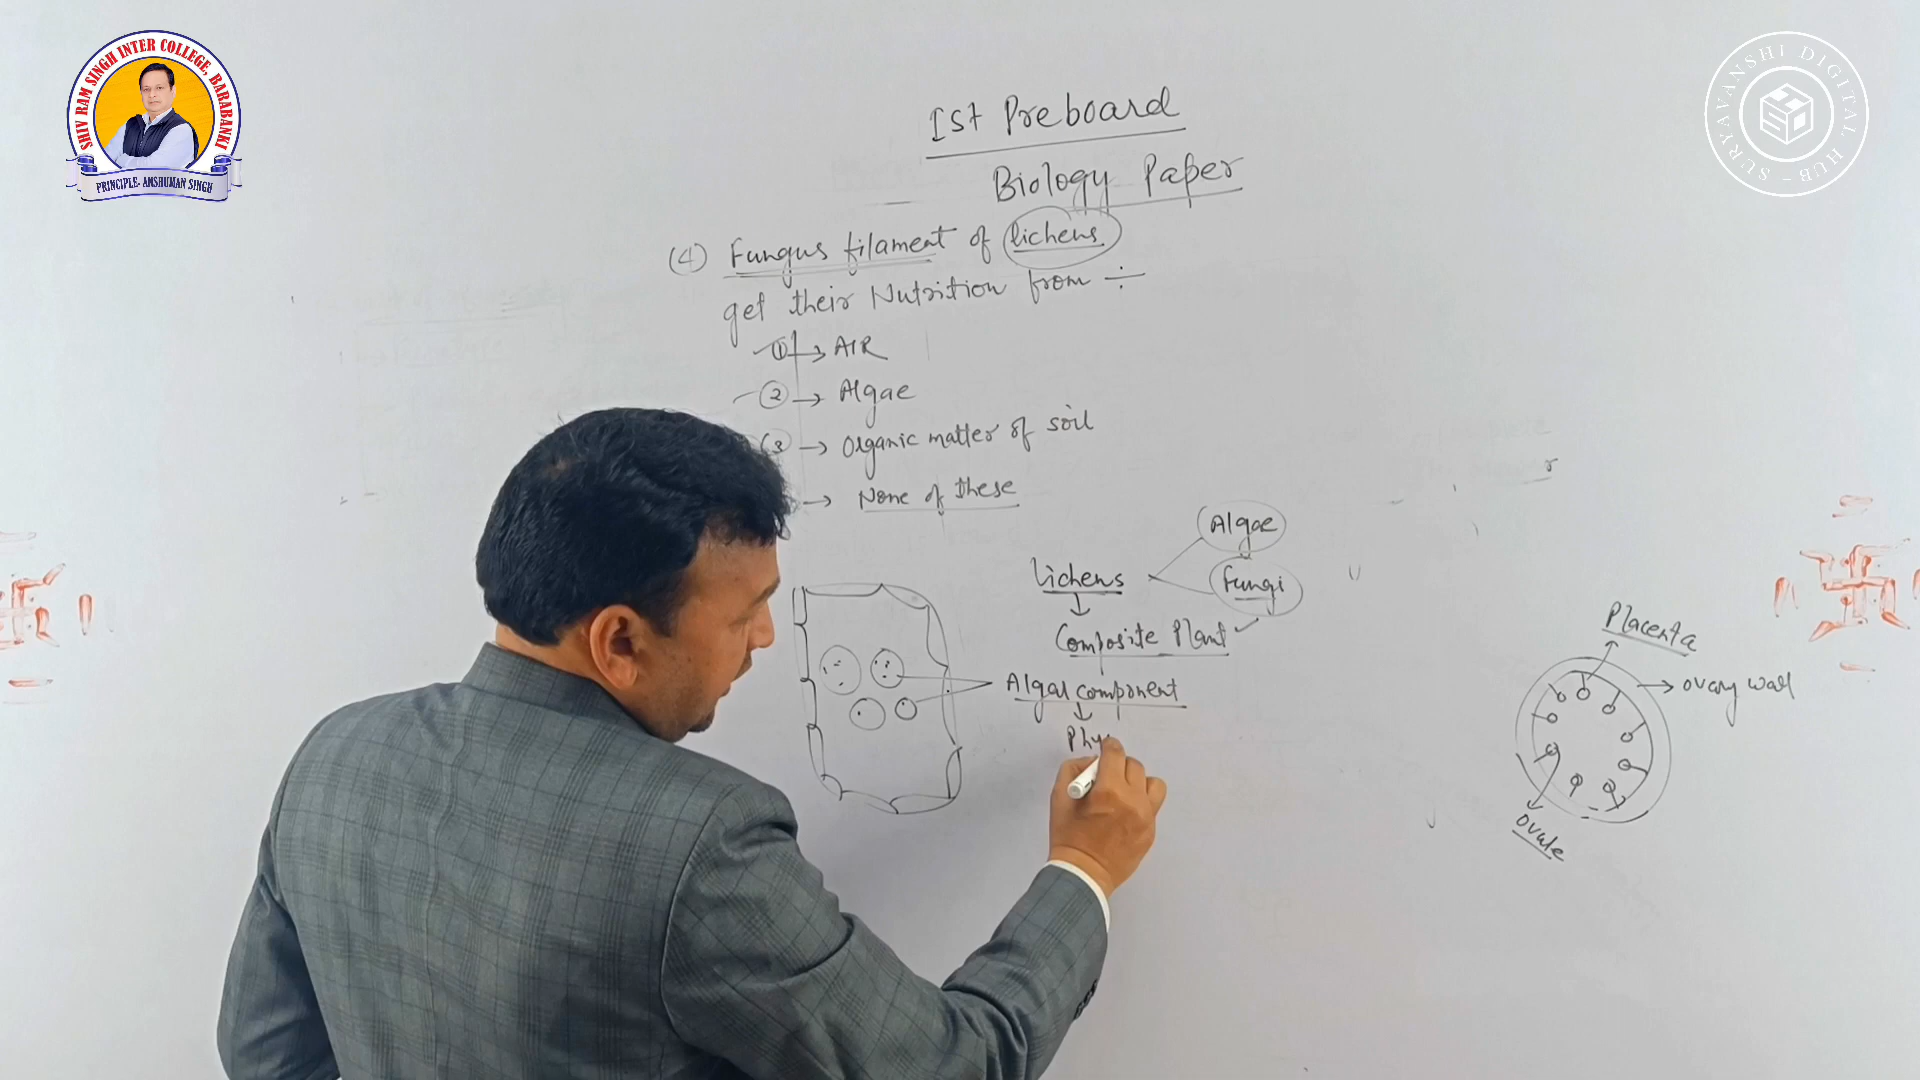 SHIV RAM SINGH INTER COLLEGE, BARABANKI
PRINCIPLE- ANSHUMAN SINGH
SURYAVANSHI DIGITAL HUB
Ist Preboard
Biology Paper
(4) Fungus filament of lichens
get their Nutrition from ÷
① → AIR
② → Algae
(3 → Organic matter of soil
→ None of these
Algae
Lichens
Fungi
↓
Composite Plant ✓
Algal component
↓
Phy
Placenta
→ ovary wall
ovule